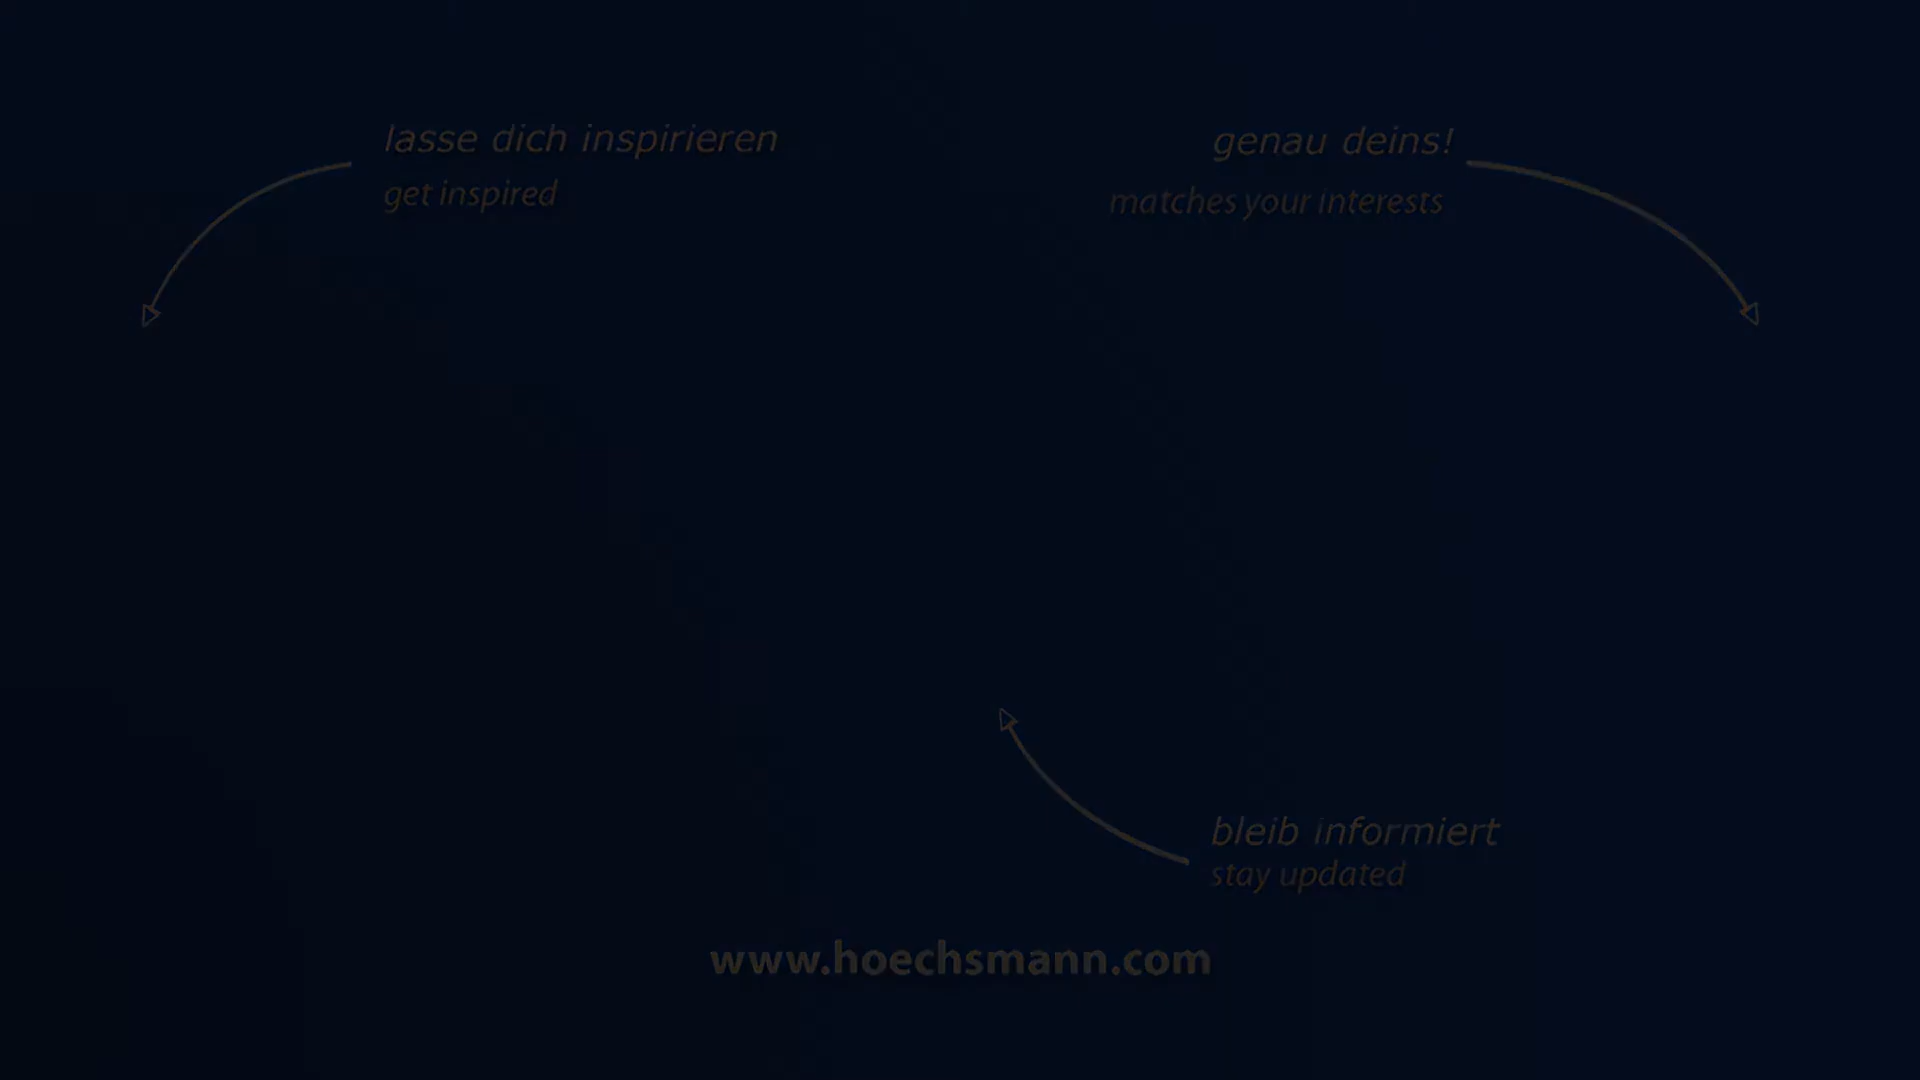 lasse dich inspirieren
get inspired
genau deins!
matches your interests
bleib informiert
stay updated
www.hoechsmann.com